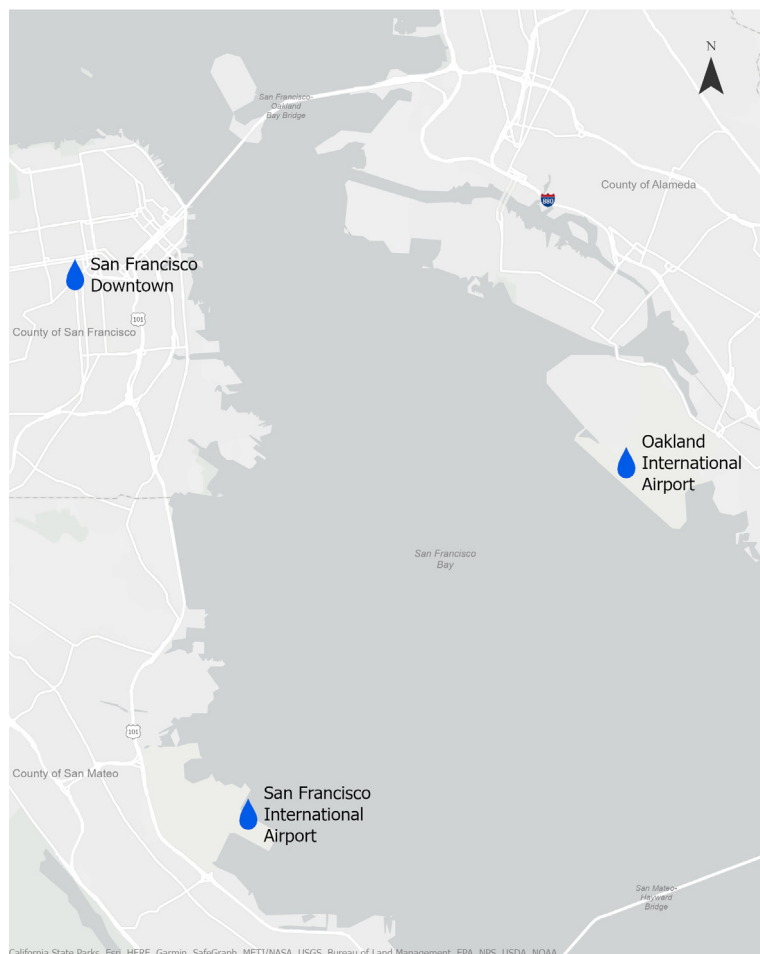 N
San Francisco-
Oakland
Bay Bridge
County of Alameda
880
San Francisco
Downtown
101
County of San Francisco
Oakland
International
Airport
San Francisco
Bay
101
County of San Mateo
San Francisco
International
Airport
San Mateo-
Hayward
Bridge
California State Parks, Esri, HERE, Garmin, SafeGraph, METI/NASA, USGS, Bureau of Land Management, EPA, NPS, USDA, NOAA